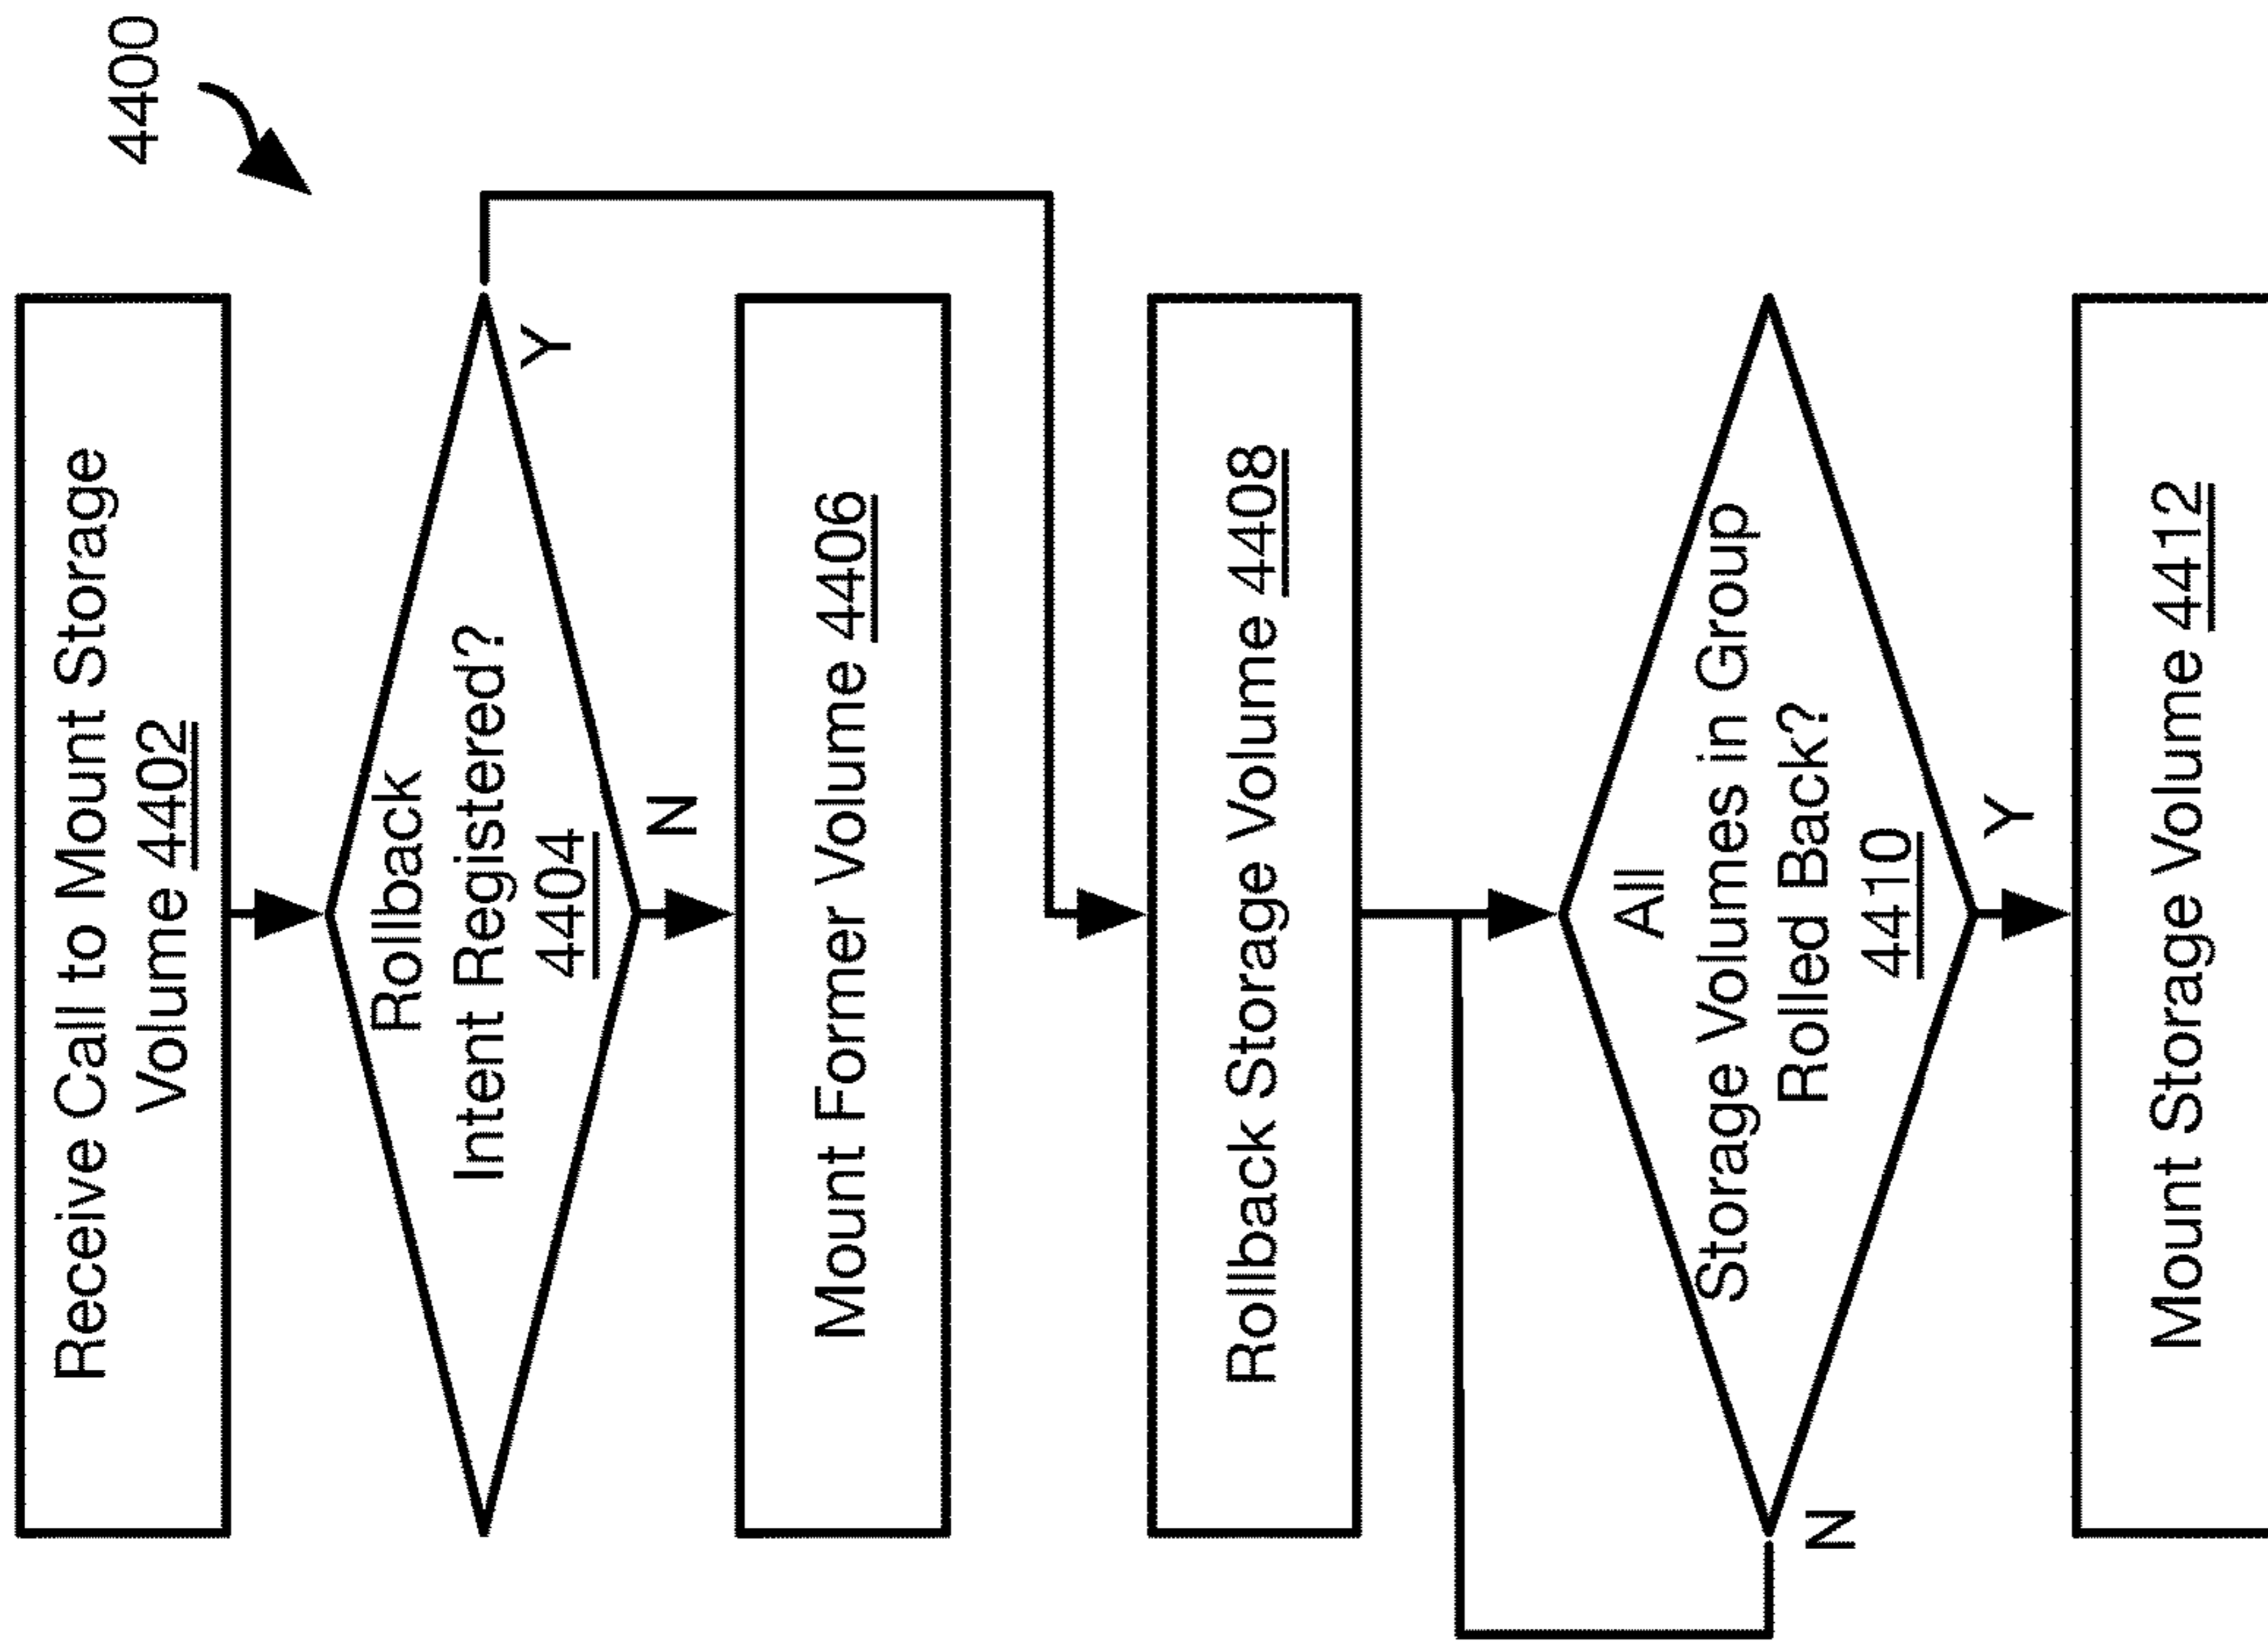 4400
Receive Call to Mount Storage
Volume 4402
Rollback
Intent Registered?
4404
Y
N
Mount Former Volume 4406
Rollback Storage Volume 4408
All
Storage Volumes in Group
Rolled Back?
4410
N
Y
Mount Storage Volume 4412